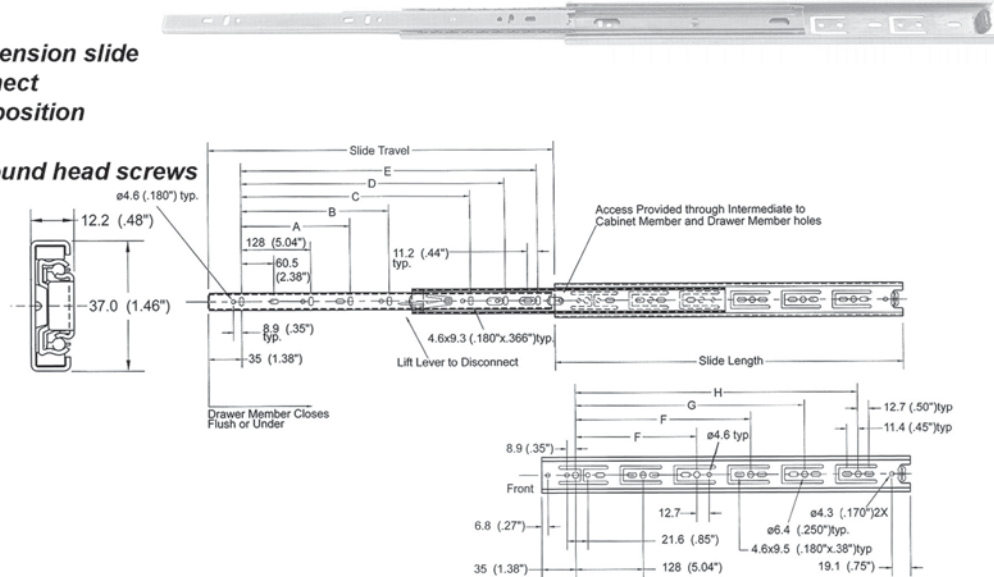 ension slide
nect
position
ound head screws
Slide Travel
E
D
C
B
A
ø4.6 (.180") typ.
12.2 (.48")
128 (5.04")
60.5
(2.38")
11.2 (.44")
typ.
Access Provided through Intermediate to
Cabinet Member and Drawer Member holes
37.0 (1.46")
8.9 (.35")
typ.
4.6x9.3 (.180"x.366")typ.
35 (1.38")
Lift Lever to Disconnect
Slide Length
Drawer Member Closes
Flush or Under
H
G
F
F
12.7 (.50")typ
11.4 (.45")typ
ø4.6 typ
8.9 (.35")
Front
12.7
ø4.3 (.170")2X
6.8 (.27")
ø6.4 (.250")typ.
21.6 (.85")
4.6x9.5 (.180"x.38")typ
35 (1.38")
128 (5.04")
19.1 (.75")